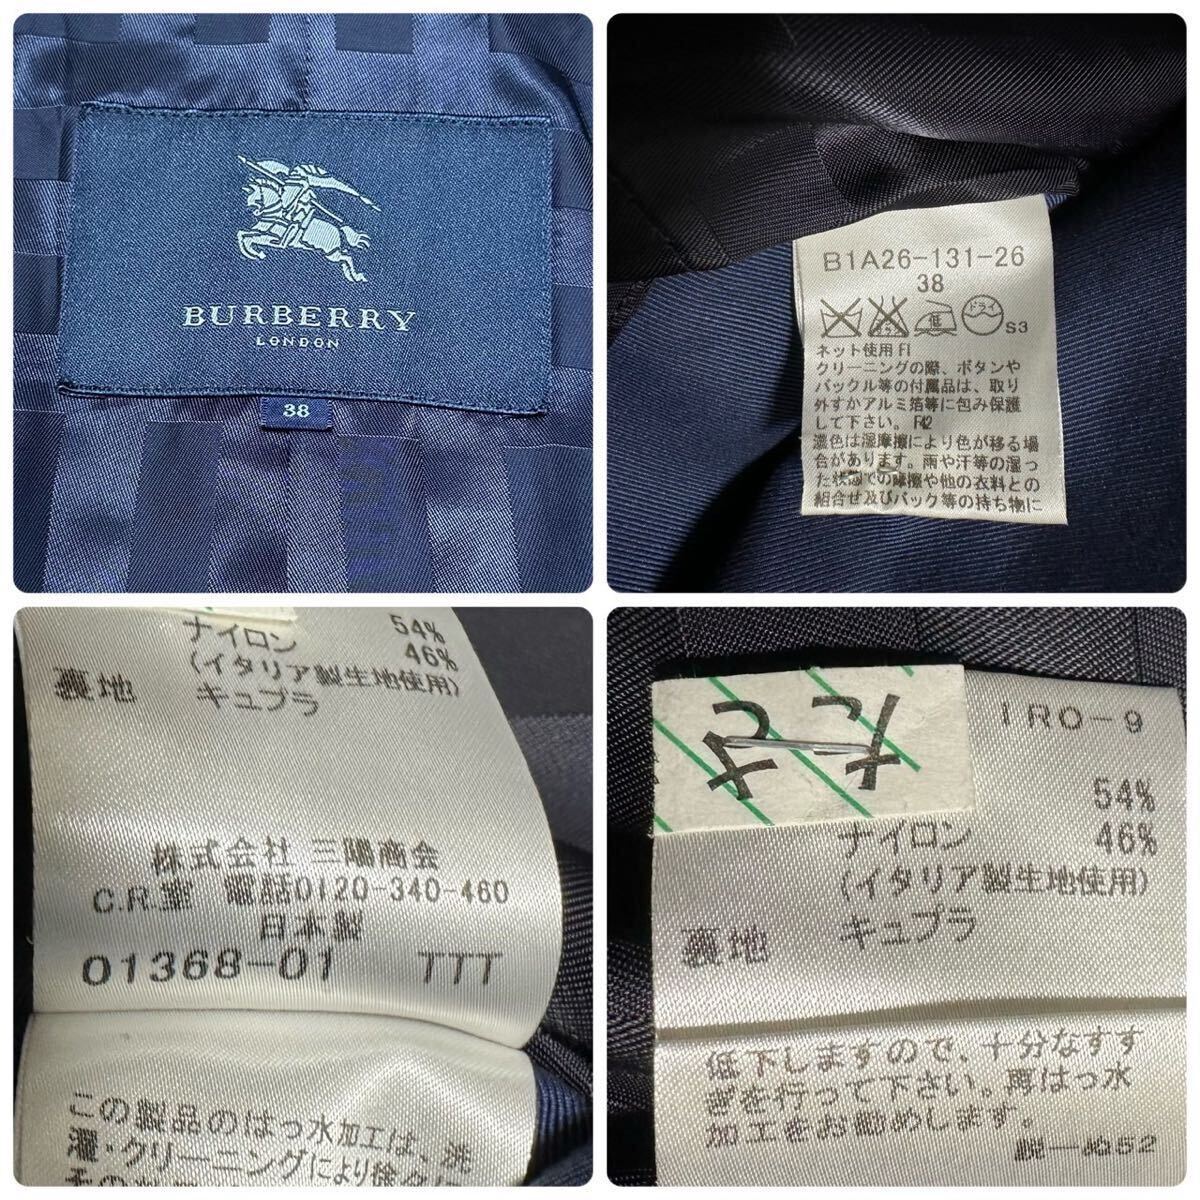 BURBERRY
LONDON
38
B1A26-131-26
38
低
ドライ
S3
ネット使用 FI
クリーニングの際、ボタンや
バックル等の付属品は、取り
外すかアルミ箔等に包み保護
して下さい。
濃色は湿摩擦により色が移る場
合があります。雨や汗等の湿っ
た状態での摩擦や他の衣料との
組合せ及びバック等の持ち物に
54%
ナイロン 46%
(イタリア製生地使用)
裏地 キュプラ
株式会社 三陽商会
C.R.室 電話0120-340-460
日本製
01368-01 TTT
この製品のはっ水加工は、洗
濯・クリーニングにより徐々に
IRO-9
たさ
54%
ナイロン 46%
(イタリア製生地使用)
裏地 キュプラ
低下しますので、十分なすす
ぎを行って下さい。再はっ水
加工をお勧めします。
説-ぬ52